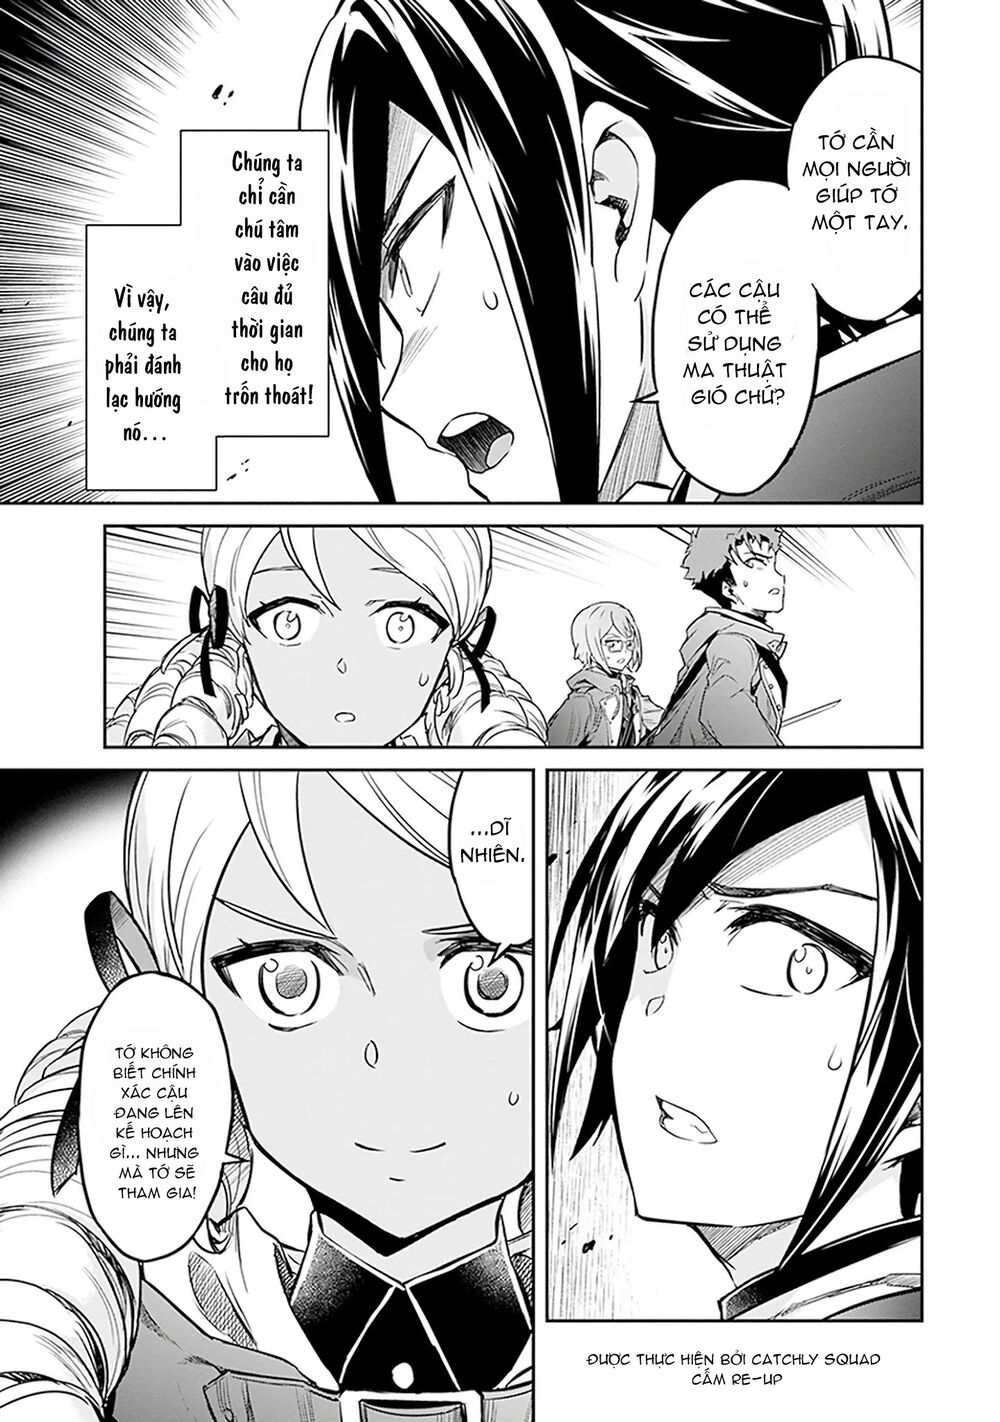 TỚ CẦN
MỌI NGƯỜI
GIÚP TỚ
MỘT TAY.
CÁC CẬU
CÓ THỂ
SỬ DỤNG
MA THUẬT
GIÓ CHỨ?
Chúng ta
chỉ cần
chú tâm
vào việc
câu đủ
thời gian
cho họ
trốn thoát!
Vì vậy,
chúng ta
phải đánh
lạc hướng
nó...
...DĨ
NHIÊN.
TỚ KHÔNG
BIẾT CHÍNH
XÁC CẬU
ĐANG LÊN
KẾ HOẠCH
GÌ... NHƯNG
MÀ TỚ SẼ
THAM GIA!
ĐƯỢC THỰC HIỆN BỞI CATCHLY SQUAD
CẤM RE-UP